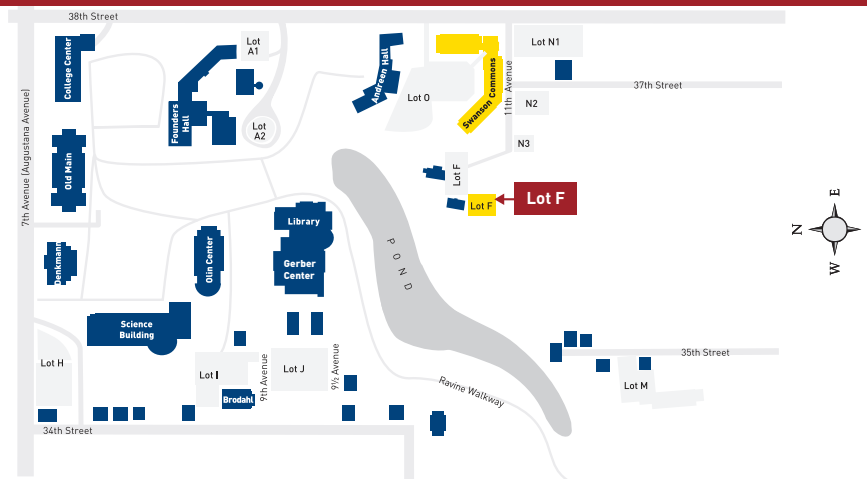 38th Street
College Center
Lot
A1
Andreen Hall
Swanson Commons
11th Avenue
Lot N1
37th Street
Lot O
N2
Founders
Hall
Lot
A2
N3
7th Avenue (Augustana Avenue)
Old Main
Lot F
Lot F
Lot F
Library
POND
E
N
W
Denkmann
Olin Center
Gerber
Center
Science
Building
35th Street
Lot H
Lot I
9th Avenue
Lot J
9½ Avenue
Lot M
Ravine Walkway
Brodahl
34th Street